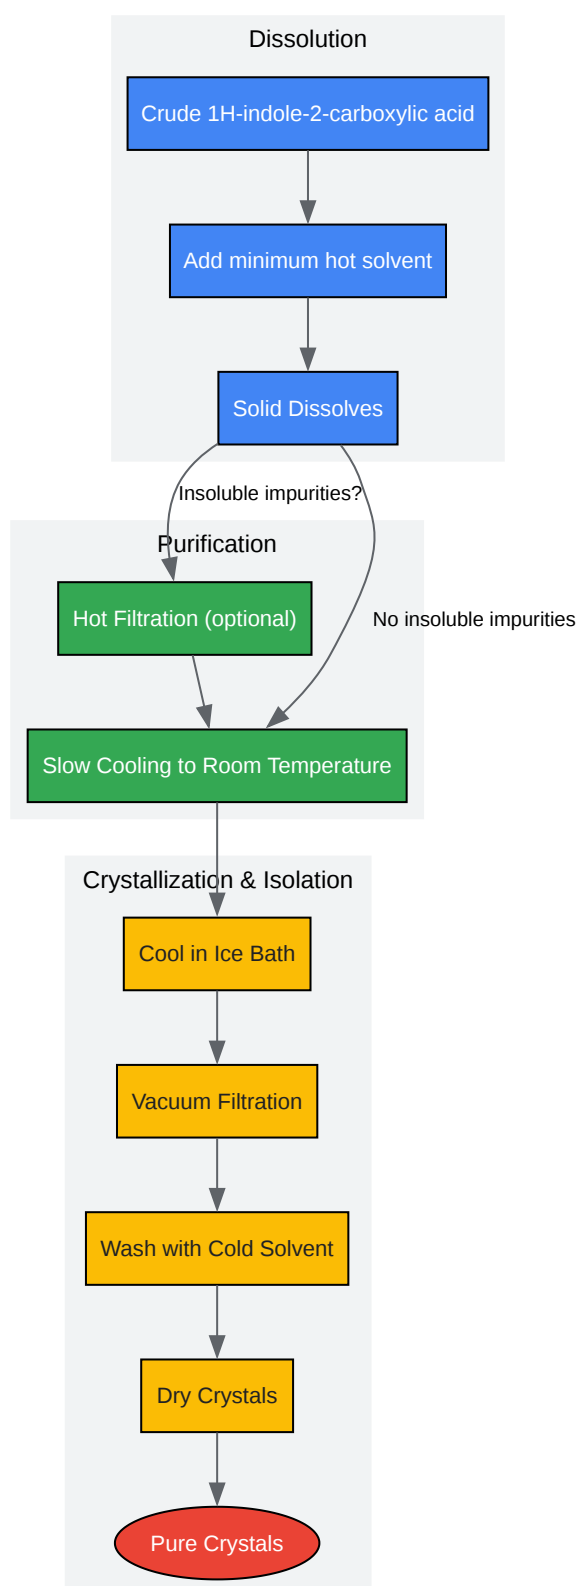 Dissolution
Crude 1H-indole-2-carboxylic acid
Add minimum hot solvent
Solid Dissolves
Insoluble impurities?
Purification
Hot Filtration (optional)
No insoluble impurities
Slow Cooling to Room Temperature
Crystallization & Isolation
Cool in Ice Bath
Vacuum Filtration
Wash with Cold Solvent
Dry Crystals
Pure Crystals